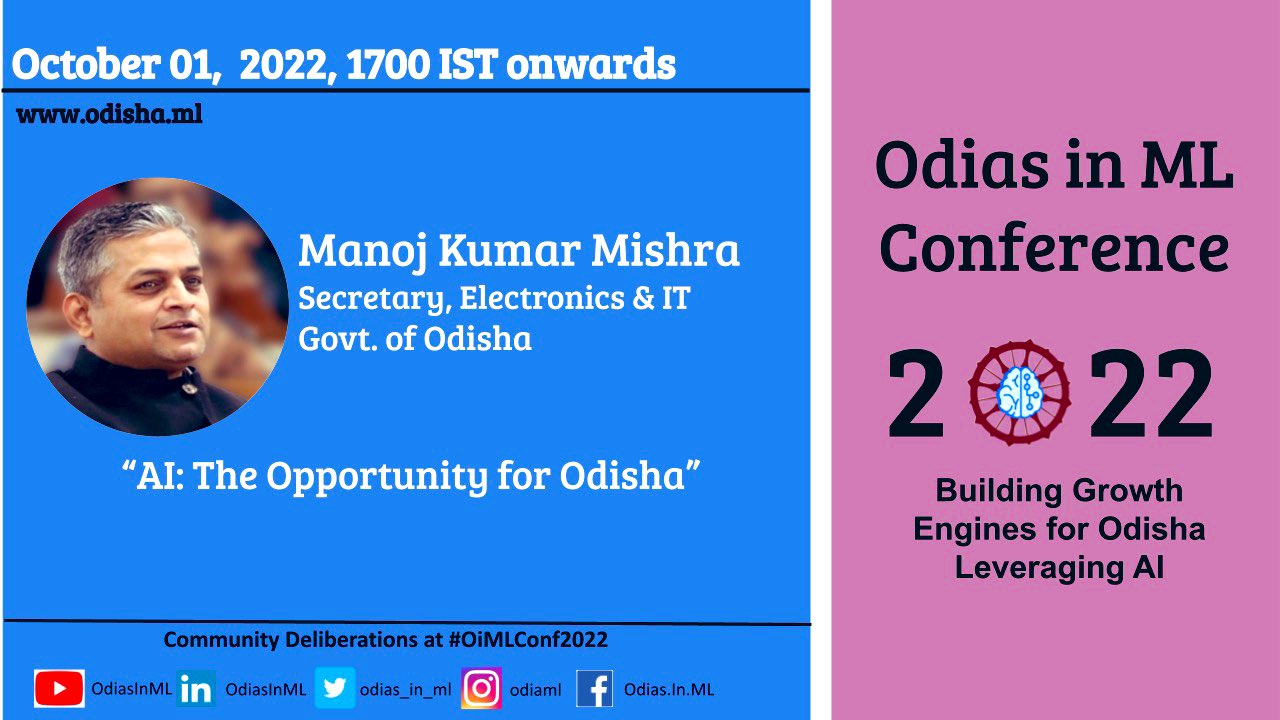 October 01,  2022, 1700 IST onwards
www.odisha.ml
Manoj Kumar Mishra
Secretary, Electronics & IT
Govt. of Odisha
“AI: The Opportunity for Odisha”
Community Deliberations at #OiMLConf2022
OdiasInML in OdiasInML odias_in_ml odiaml f Odias.In.ML
Odias in ML
Conference
2022
Building Growth
Engines for Odisha
Leveraging AI